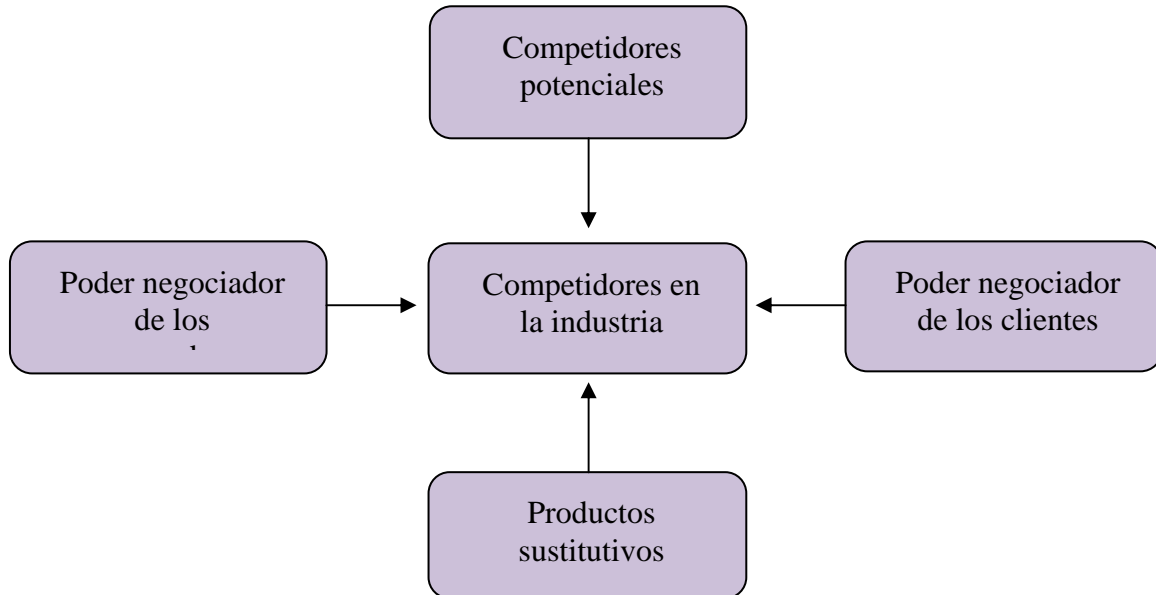 Competidores
potenciales
Poder negociador
de los
Competidores en
la industria
Poder negociador
de los clientes
Productos
sustitutivos